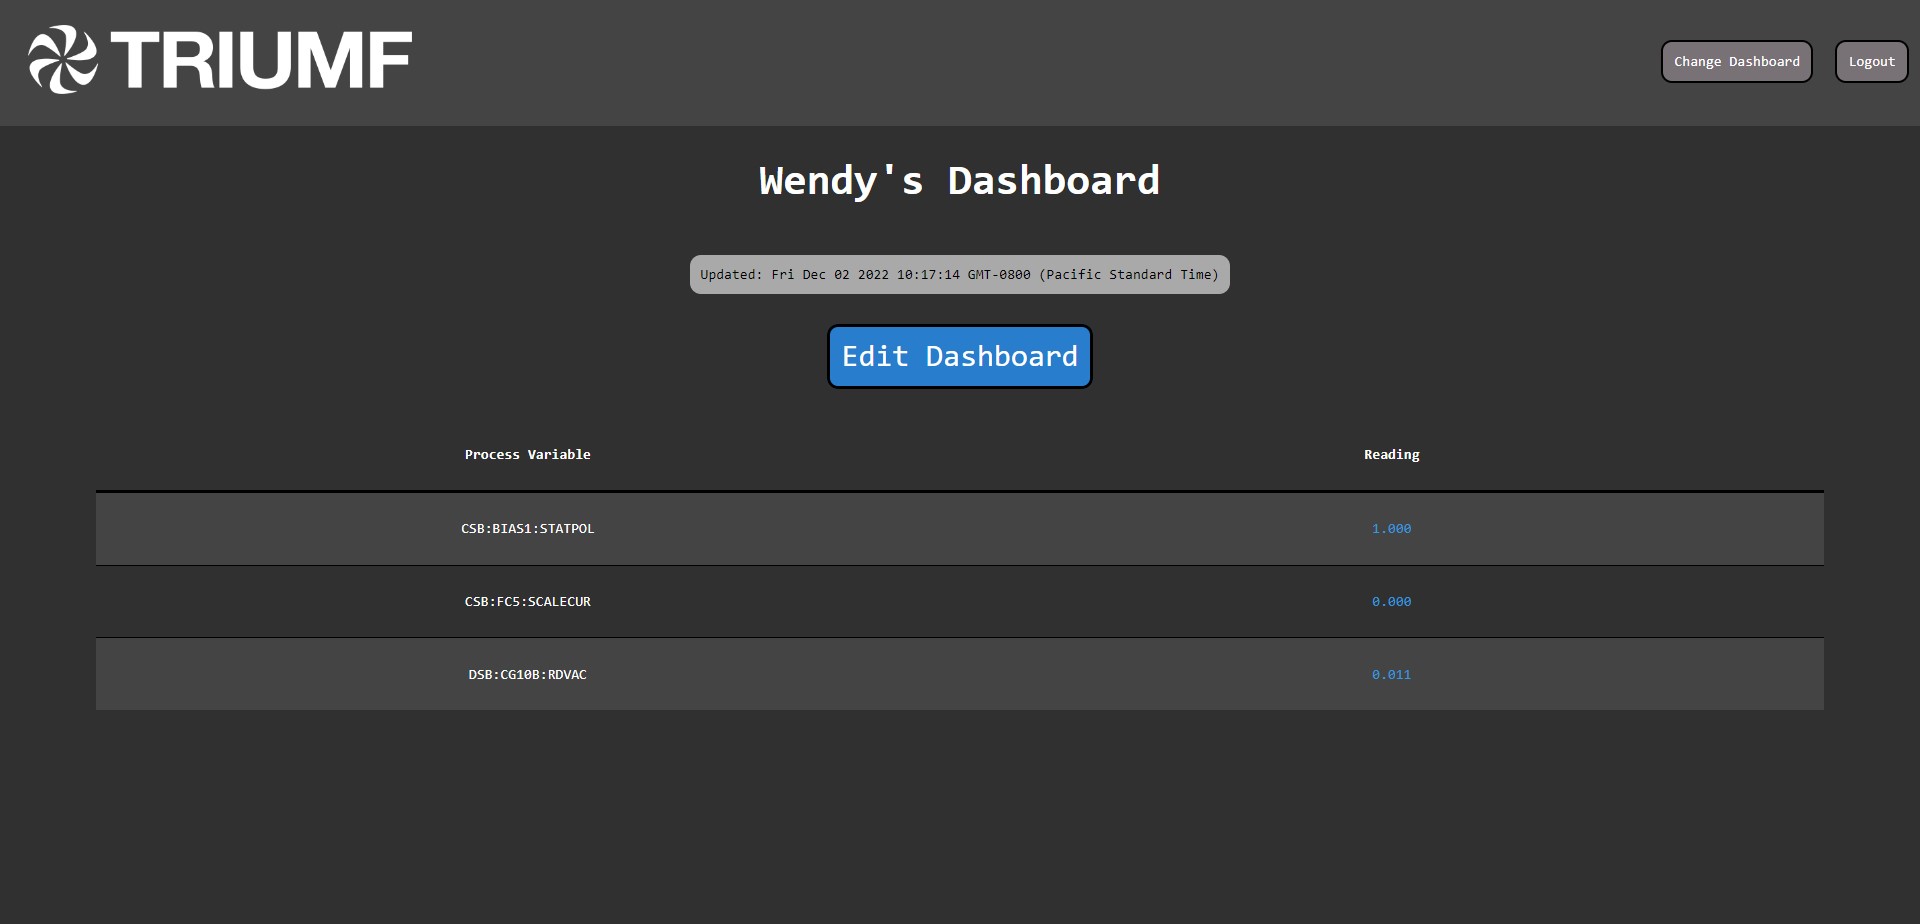 TRIUMF
Change Dashboard
Logout
Wendy's Dashboard
Updated: Fri Dec 02 2022 10:17:14 GMT-0800 (Pacific Standard Time)
Edit Dashboard
Process Variable Reading
CSB:BIAS1:STATPOL 1.000
CSB:FC5:SCALECUR 0.000
DSB:CG10B:RDVAC 0.011